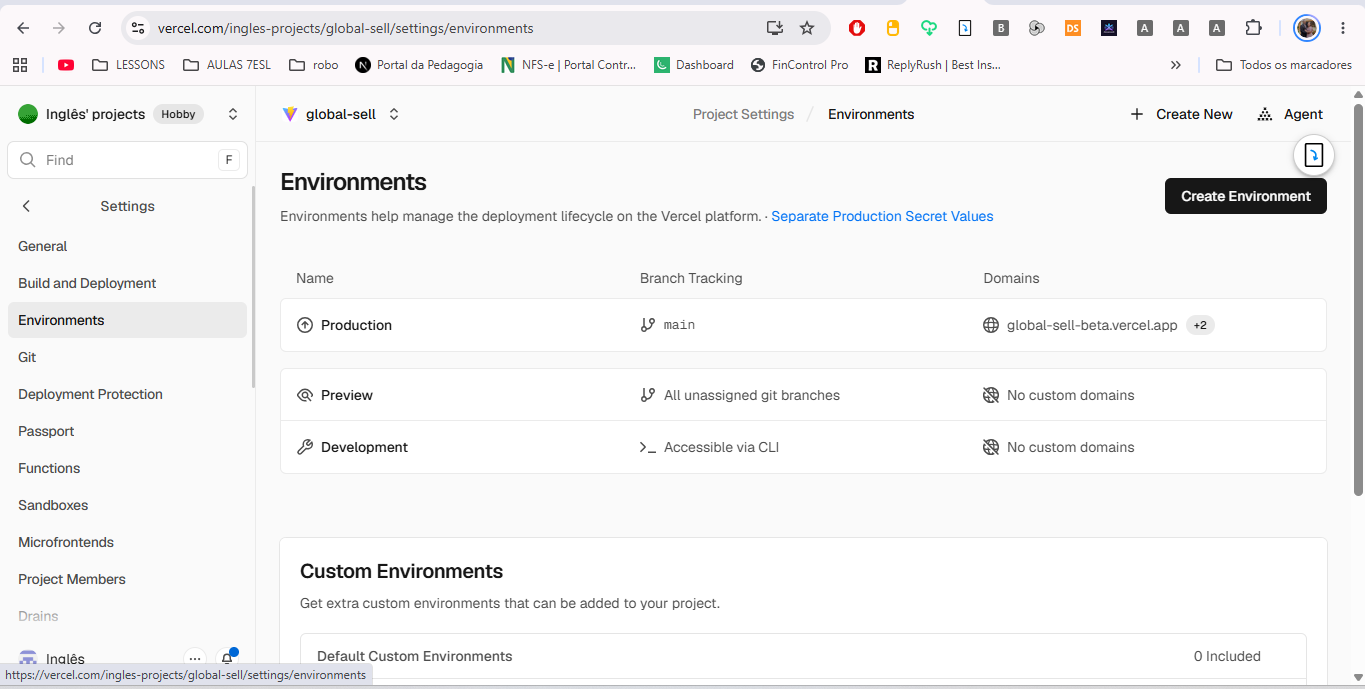 vercel.com/ingles-projects/global-sell/settings/environments
B DS A A A
LESSONS AULAS 7ESL robo Portal da Pedagogia NFS-e | Portal Contr... Dashboard FinControl Pro ReplyRush | Best Ins... » Todos os marcadores
Inglês' projects Hobby global-sell Project Settings / Environments + Create New Agent
Find F
Settings
General
Build and Deployment
Environments
Git
Deployment Protection
Passport
Functions
Sandboxes
Microfrontends
Project Members
Drains
Inglês ...
https://vercel.com/ingles-projects/global-sell/settings/environments
Environments
Create Environment
Environments help manage the deployment lifecycle on the Vercel platform. · Separate Production Secret Values
Name Branch Tracking Domains
Production main global-sell-beta.vercel.app +2
Preview All unassigned git branches No custom domains
Development Accessible via CLI No custom domains
Custom Environments
Get extra custom environments that can be added to your project.
Default Custom Environments 0 Included